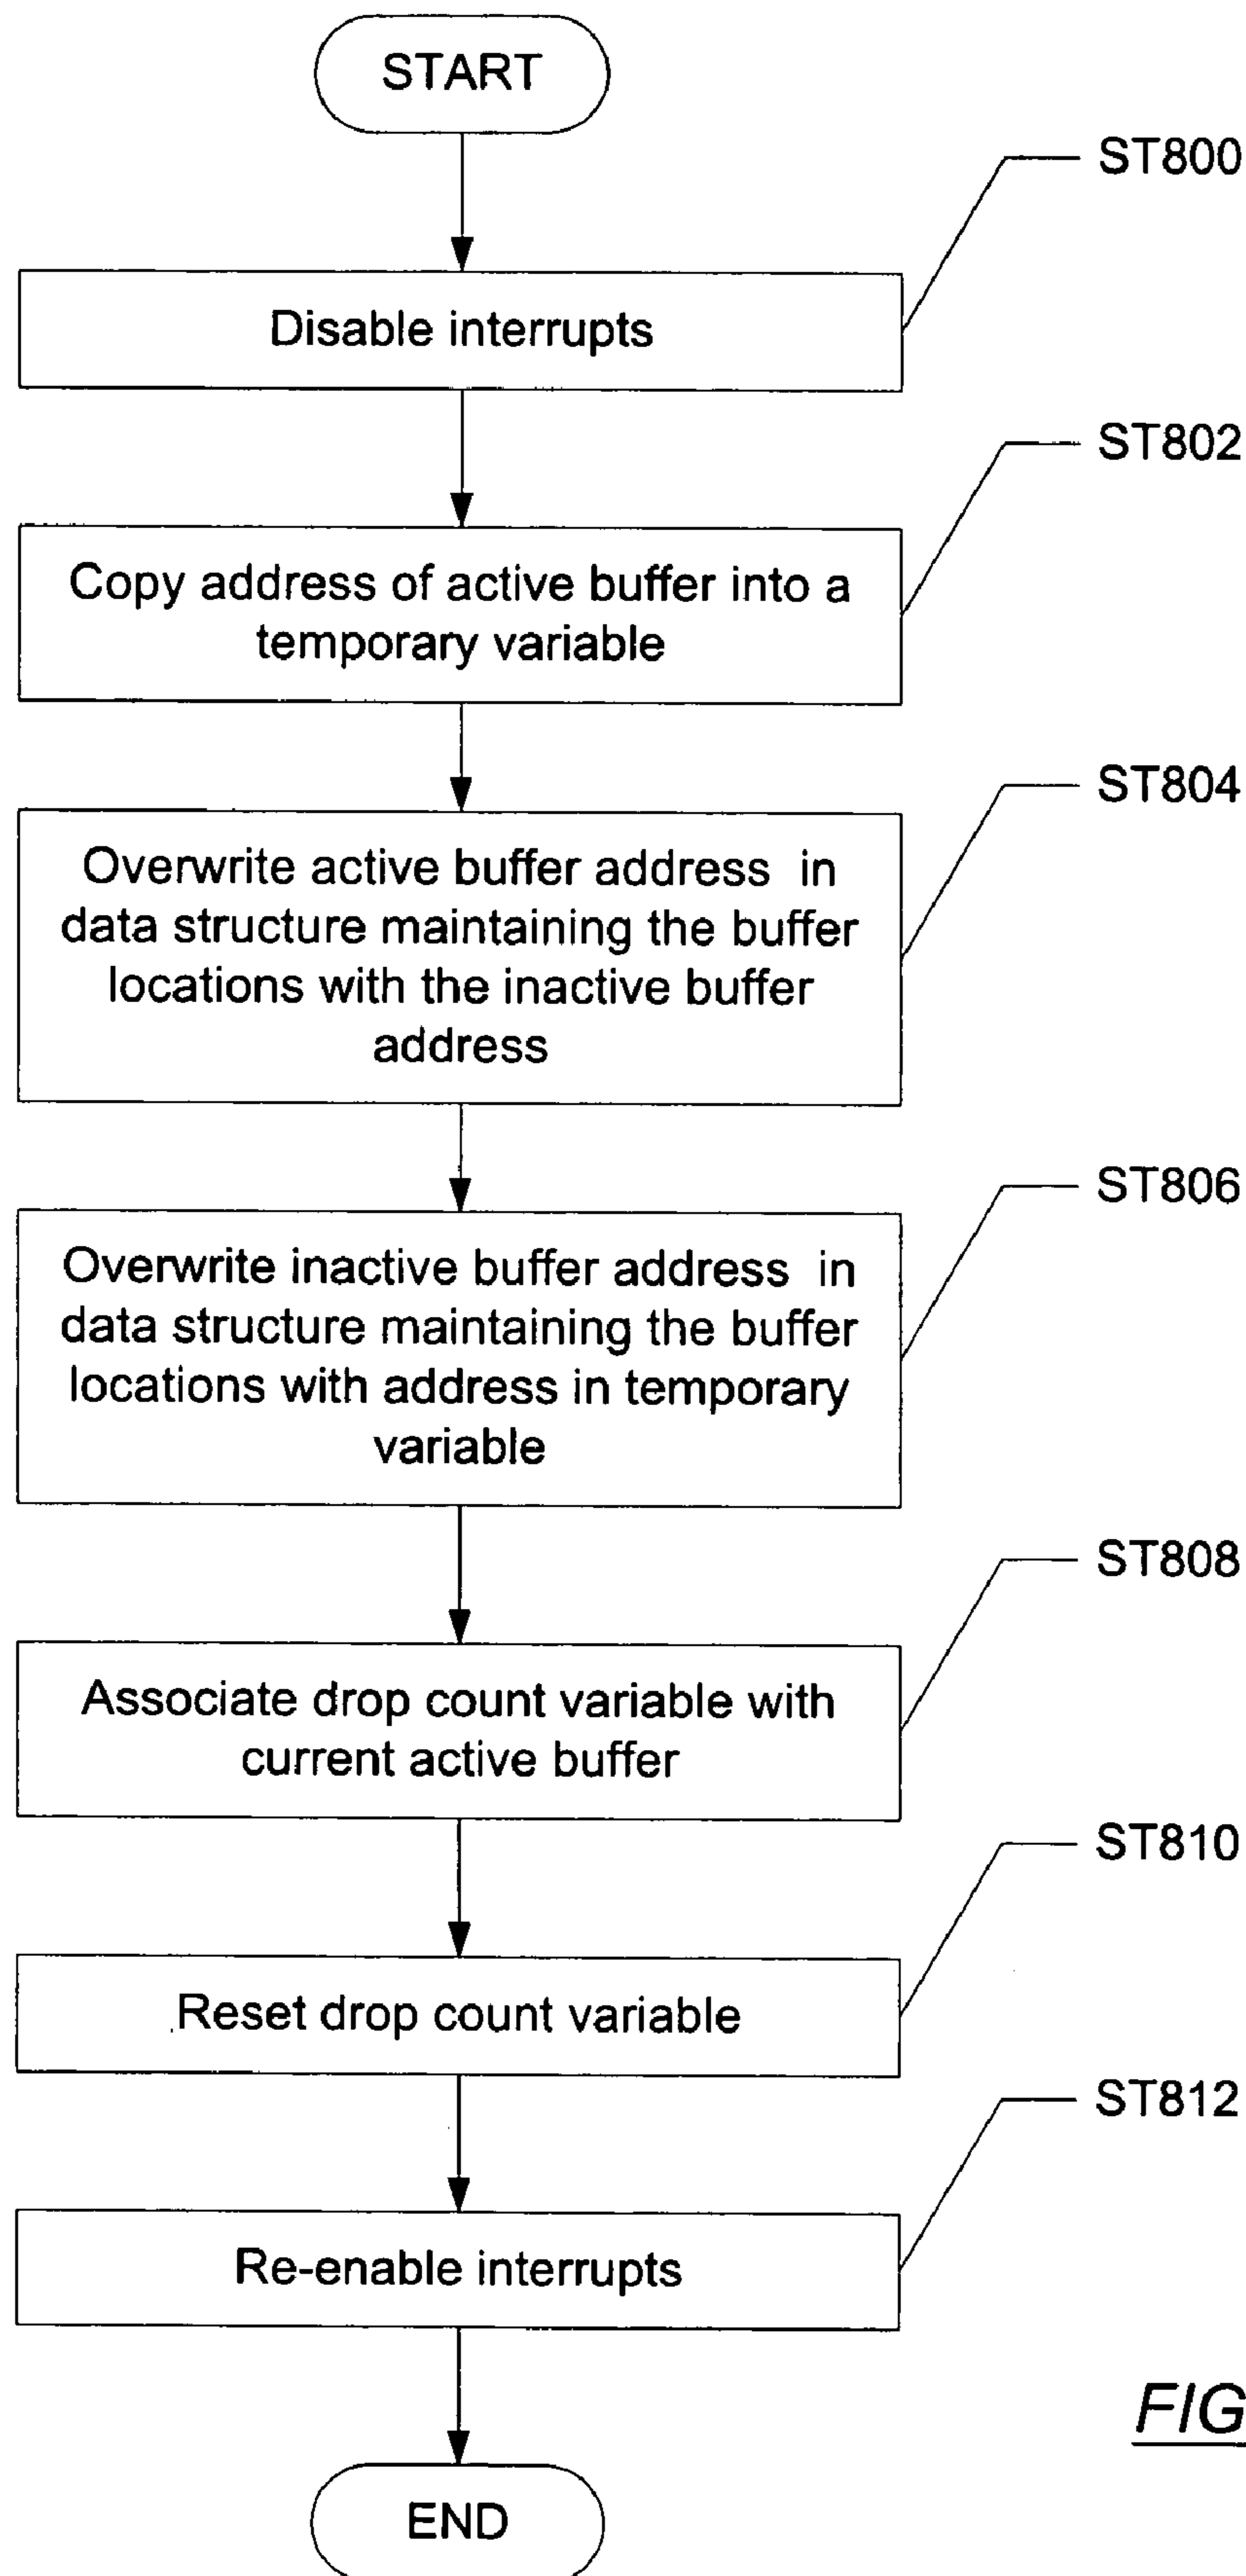 START
ST800
Disable interrupts
ST802
Copy address of active buffer into a
temporary variable
ST804
Overwrite active buffer address in
data structure maintaining the buffer
locations with the inactive buffer
address
ST806
Overwrite inactive buffer address in
data structure maintaining the buffer
locations with address in temporary
variable
ST808
Associate drop count variable with
current active buffer
ST810
Reset drop count variable
ST812
Re-enable interrupts
FIG
END